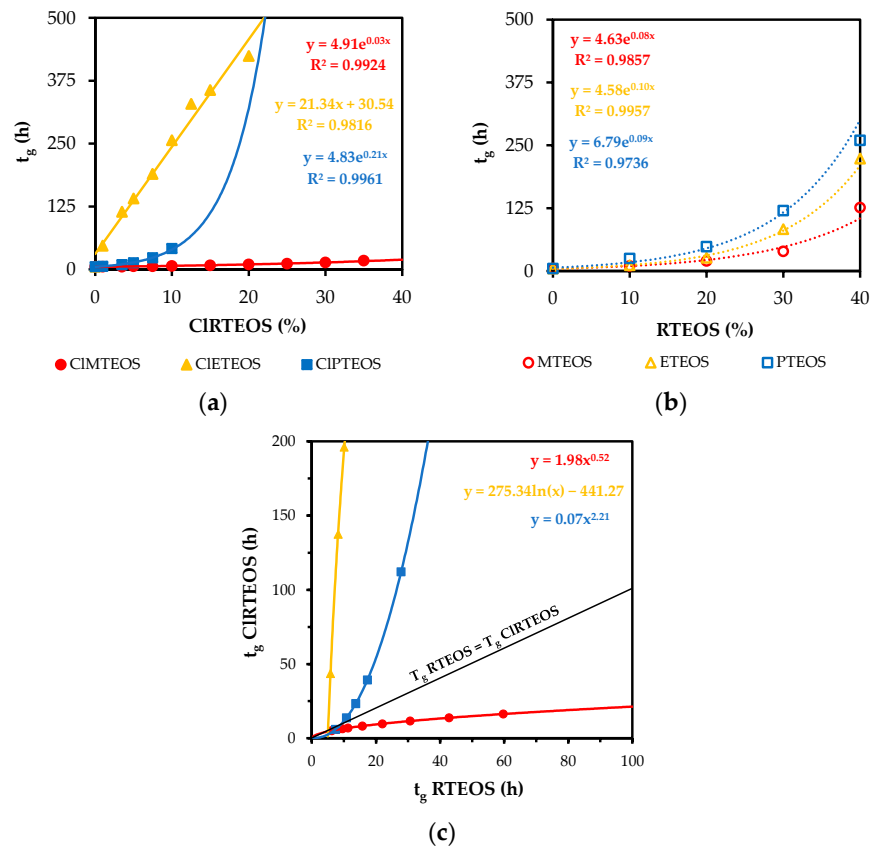 500
375
250
125
0
t_g (h)
y = 4.91e^0.03x
R² = 0.9924
y = 21.34x + 30.54
R² = 0.9816
y = 4.83e^0.21x
R² = 0.9961
0 10 20 30 40
ClRTEOS (%)
ClMTEOS ClETEOS ClPTEOS
(a)
500
375
250
125
0
t_g (h)
y = 4.63e^0.08x
R² = 0.9857
y = 4.58e^0.10x
R² = 0.9957
y = 6.79e^0.09x
R² = 0.9736
0 10 20 30 40
RTEOS (%)
MTEOS ETEOS PTEOS
(b)
200
150
100
50
0
t_g ClRTEOS (h)
y = 1.98x^0.52
y = 275.34ln(x) – 441.27
y = 0.07x^2.21
T_g RTEOS = T_g ClRTEOS
0 20 40 60 80 100
t_g RTEOS (h)
(c)